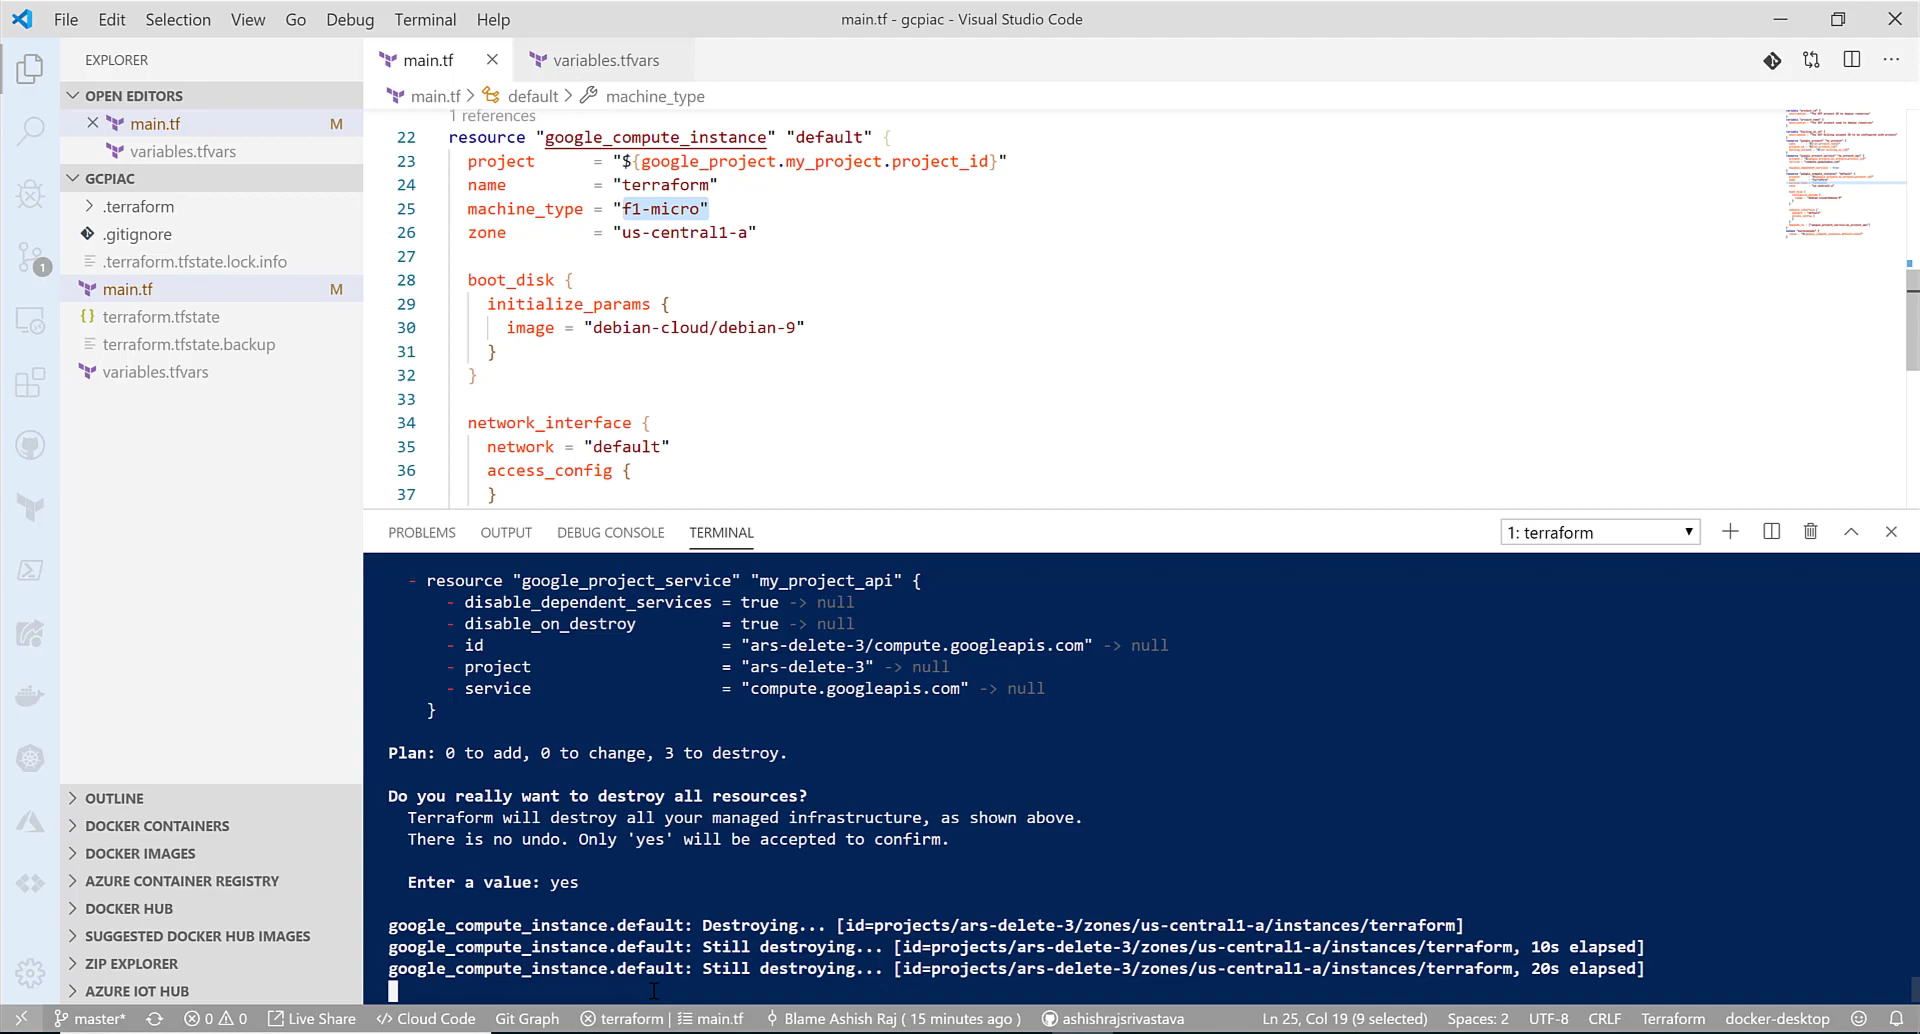 File Edit Selection View Go Debug Terminal Help
main.tf - gcpiac - Visual Studio Code
EXPLORER
OPEN EDITORS
main.tf M
variables.tfvars
GCPIAC
.terraform
.gitignore
.terraform.tfstate.lock.info
main.tf M
terraform.tfstate
terraform.tfstate.backup
variables.tfvars
1
OUTLINE
DOCKER CONTAINERS
DOCKER IMAGES
AZURE CONTAINER REGISTRY
DOCKER HUB
SUGGESTED DOCKER HUB IMAGES
ZIP EXPLORER
AZURE IOT HUB
main.tf variables.tfvars
main.tf > default > machine_type
1 references
22 resource "google_compute_instance" "default" {
23 project = "${google_project.my_project.project_id}"
24 name = "terraform"
25 machine_type = "f1-micro"
26 zone = "us-central1-a"
27
28 boot_disk {
29 initialize_params {
30 image = "debian-cloud/debian-9"
31 }
32 }
33
34 network_interface {
35 network = "default"
36 access_config {
37 }
PROBLEMS OUTPUT DEBUG CONSOLE TERMINAL
1: terraform
- resource "google_project_service" "my_project_api" {
- disable_dependent_services = true -> null
- disable_on_destroy = true -> null
- id = "ars-delete-3/compute.googleapis.com" -> null
- project = "ars-delete-3" -> null
- service = "compute.googleapis.com" -> null
}
Plan: 0 to add, 0 to change, 3 to destroy.
Do you really want to destroy all resources?
Terraform will destroy all your managed infrastructure, as shown above.
There is no undo. Only 'yes' will be accepted to confirm.
Enter a value: yes
google_compute_instance.default: Destroying... [id=projects/ars-delete-3/zones/us-central1-a/instances/terraform]
google_compute_instance.default: Still destroying... [id=projects/ars-delete-3/zones/us-central1-a/instances/terraform, 10s elapsed]
google_compute_instance.default: Still destroying... [id=projects/ars-delete-3/zones/us-central1-a/instances/terraform, 20s elapsed]
master* 0 0 Live Share Cloud Code Git Graph terraform | main.tf Blame Ashish Raj ( 15 minutes ago ) ashishrajsrivastava Ln 25, Col 19 (9 selected) Spaces: 2 UTF-8 CRLF Terraform docker-desktop